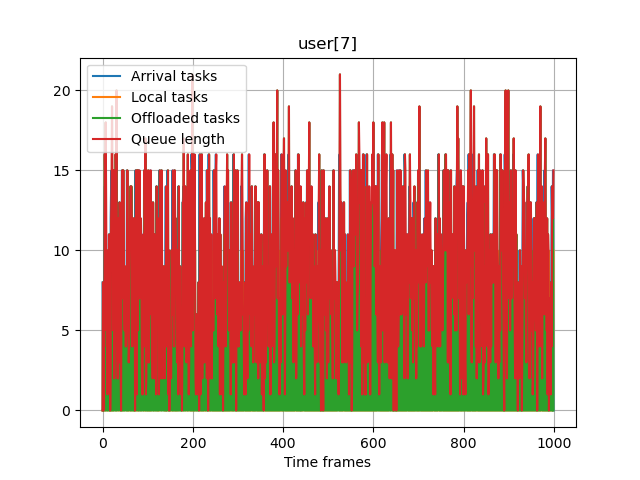 user[7]
Arrival tasks
Local tasks
Offloaded tasks
Queue length
20
15
10
5
0
0 200 400 600 800 1000
Time frames